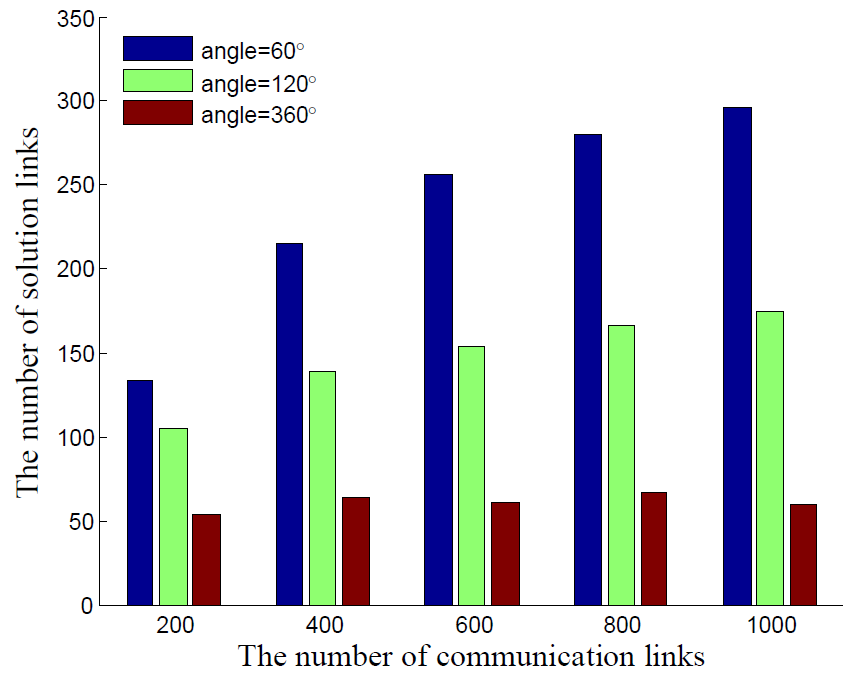 350
300
250
200
150
100
50
0
The number of solution links
angle=60°
angle=120°
angle=360°
200 400 600 800 1000
The number of communication links